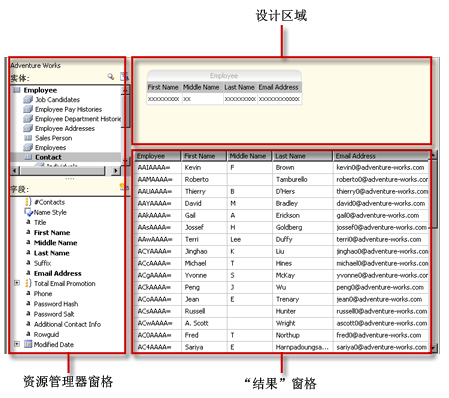 设计区域
Adventure Works
实体:
Employee
Job Candidates
Employee Pay Histories
Employee Department Histories
Employee Addresses
Sales Person
Employees
Contact
字段:
#Contacts
Name Style
Title
First Name
Middle Name
Last Name
Suffix
Email Address
Total Email Promotion
Phone
Password Hash
Password Salt
Additional Contact Info
Rowguid
Modified Date
Employee
First Name Middle Name Last Name Email Address
xxxxxxxxx xx xxxxxxxxx xxxxxxxxxxxx
Employee First Name Middle Name Last Name Email Address
AAIAAAA= Kevin F Brown kevin0@adventure-works.com
AAMAAAA= Roberto Tamburello roberto0@adventure-works.com
AAUAAAA= Thierry B D'Hers thierry0@adventure-works.com
AAYAAAA= David M Bradley david0@adventure-works.com
AAkAAAA= Gail A Erickson gail0@adventure-works.com
AAsAAAA= Jossef H Goldberg jossef0@adventure-works.com
AAwAAAA= Terri Lee Duffy terri0@adventure-works.com
ACYAAAA= Jinghao K Liu jinghao0@adventure-works.com
ACcAAAA= Michael T Hines michael0@adventure-works.com
ACgAAAA= Yvonne S McKay yvonne0@adventure-works.com
ACkAAAA= Peng J Wu peng0@adventure-works.com
ACoAAAA= Jean E Trenary jean0@adventure-works.com
ACsAAAA= Russell Hunter russell0@adventure-works.com
ACwAAAA= A. Scott Wright ascott0@adventure-works.com
AC0AAAA= Fred T Northup fred0@adventure-works.com
AC4AAAA= Sariya E Harnpadoungsa... sariya0@adventure-works.com
资源管理器窗格
“结果”窗格